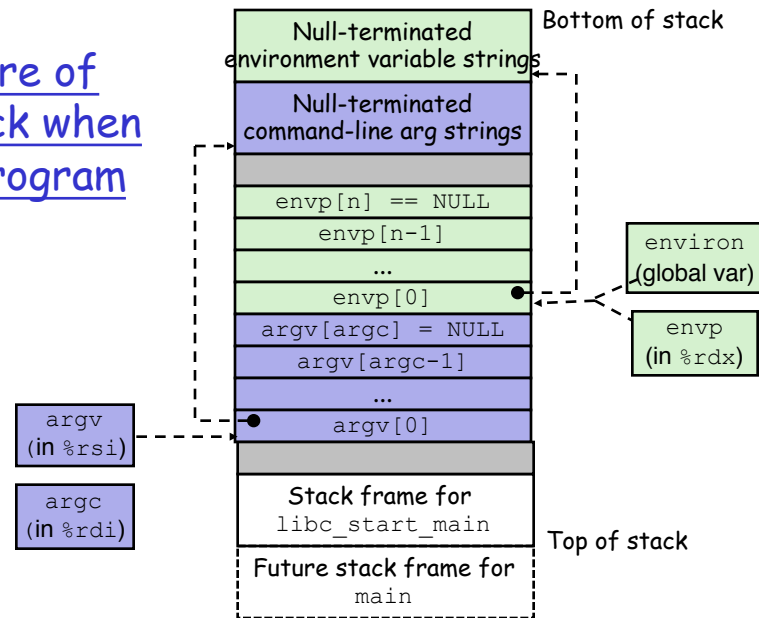 Bottom of stack
re of
ck when
rogram
Null-terminated
environment variable strings
Null-terminated
command-line arg strings
envp[n] == NULL
envp[n-1]
...
envp[0]
argv[argc] = NULL
argv[argc-1]
...
argv[0]
environ
(global var)
envp
(in %rdx)
argv
(in %rsi)
argc
(in %rdi)
Stack frame for
libc_start_main
Top of stack
Future stack frame for
main